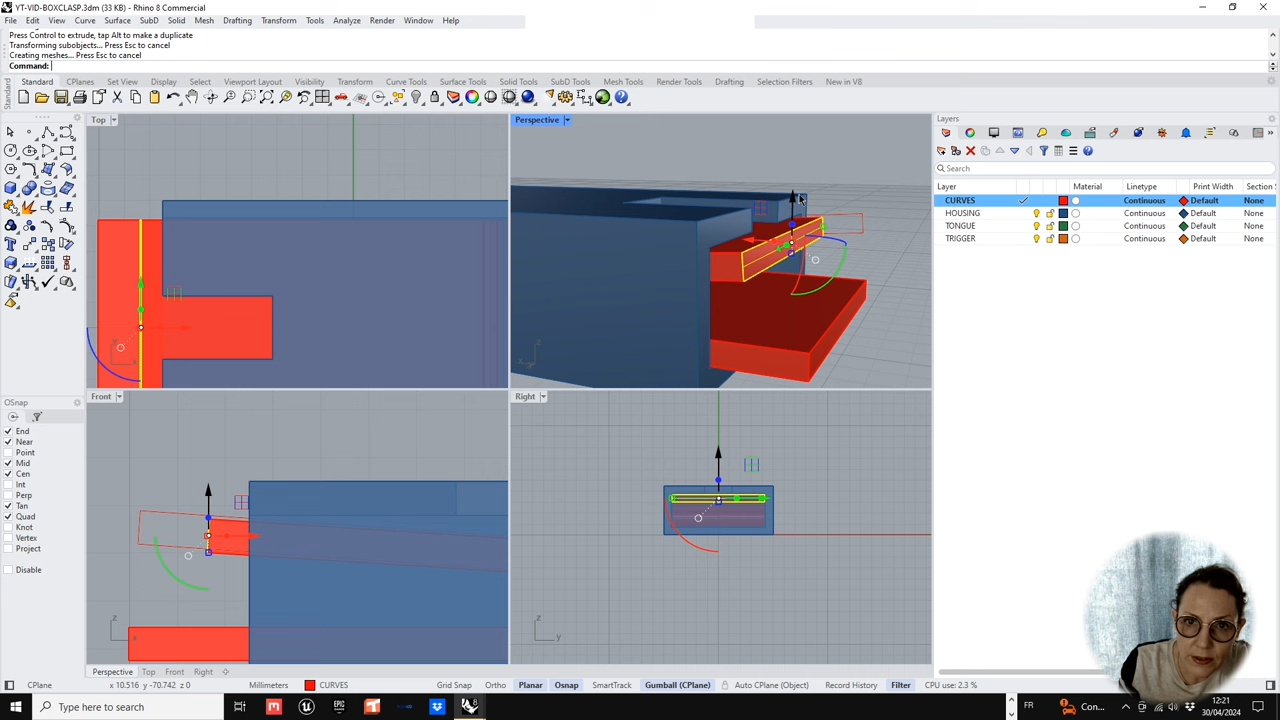 YT-VID-BOXCLASP.3dm (33 KB) - Rhino 8 Commercial
File Edit View Curve Surface SubD Solid Mesh Drafting Transform Tools Analyze Render Window Help
Press Control to extrude, tap Alt to make a duplicate
Transforming subobjects... Press Esc to cancel
Creating meshes... Press Esc to cancel
Command:
Standard CPlanes Set View Display Select Viewport Layout Visibility Transform Curve Tools Surface Tools Solid Tools SubD Tools Mesh Tools Render Tools Drafting Selection Filters New in V8
Standard
Top
Perspective
Layers
Search
Layer Material Linetype Print Width Section
CURVES Continuous Default None
HOUSING Continuous Default None
TONGUE Continuous Default None
TRIGGER Continuous Default None
z
x
OSnap
End
Near
Point
Mid
Cen
Int
Perp
Tan
Quad
Knot
Vertex
Project
Disable
Front
z
Right
z
y
Perspective Top Front Right
CPlane x 10.516 y -70.742 z 0 Millimeters CURVES Grid Snap Ortho Planar Osnap SmartTrack Gumball (CPlane) Auto CPlane (Object) Record History Filter CPU use: 2.3 %
Type here to search
Con...
FR
12:21
30/04/2024